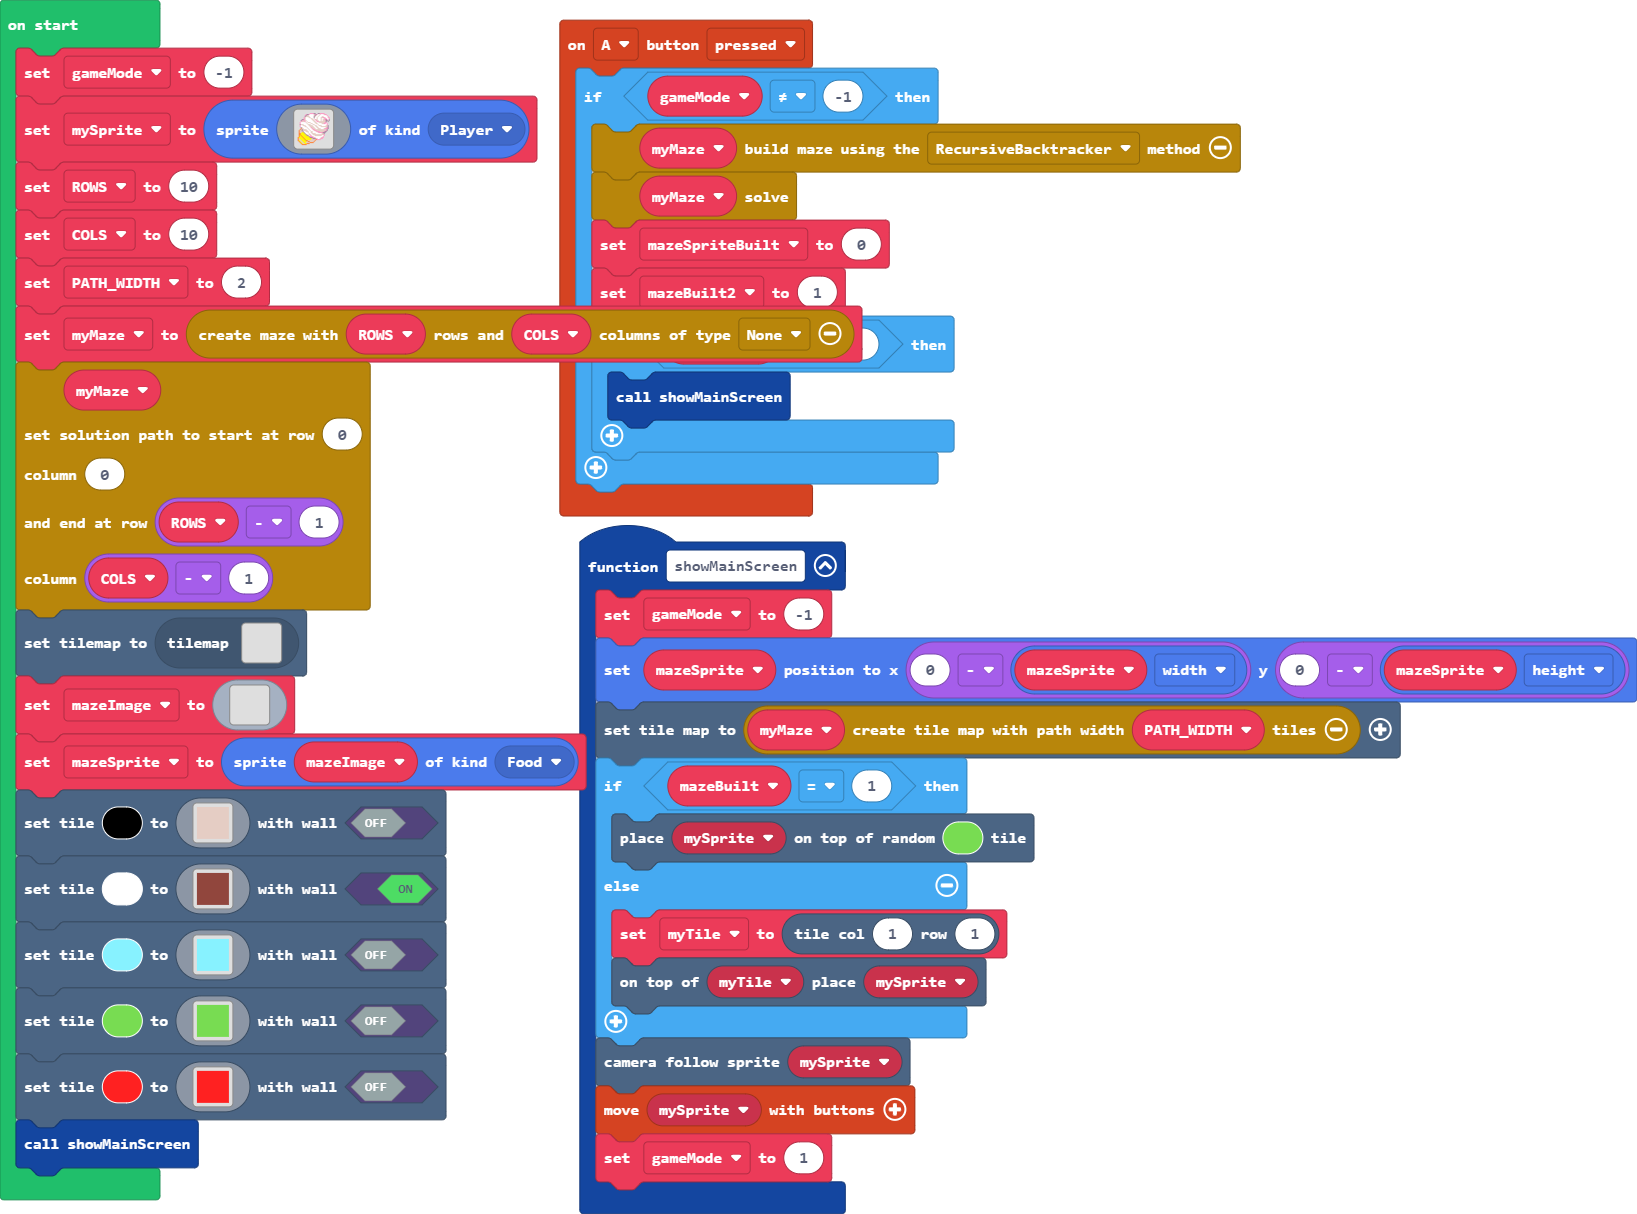 on start
set gameMode to -1
set mySprite to sprite of kind Player
set ROWS to 10
set COLS to 10
set PATH_WIDTH to 2
set myMaze to create maze with ROWS rows and COLS columns of type None
myMaze
set solution path to start at row 0
column 0
and end at row ROWS - 1
column COLS - 1
set tilemap to tilemap
set mazeImage to
set mazeSprite to sprite mazeImage of kind Food
set tile to with wall OFF
set tile to with wall ON
set tile to with wall OFF
set tile to with wall OFF
set tile to with wall OFF
call showMainScreen
on A button pressed
if gameMode ≠ -1 then
myMaze build maze using the RecursiveBacktracker method
myMaze solve
set mazeSpriteBuilt to 0
set mazeBuilt2 to 1
then
call showMainScreen
function showMainScreen
set gameMode to -1
set mazeSprite position to x 0 - mazeSprite width y 0 - mazeSprite height
set tile map to myMaze create tile map with path width PATH_WIDTH tiles
if mazeBuilt = 1 then
place mySprite on top of random tile
else
set myTile to tile col 1 row 1
on top of myTile place mySprite
camera follow sprite mySprite
move mySprite with buttons
set gameMode to 1